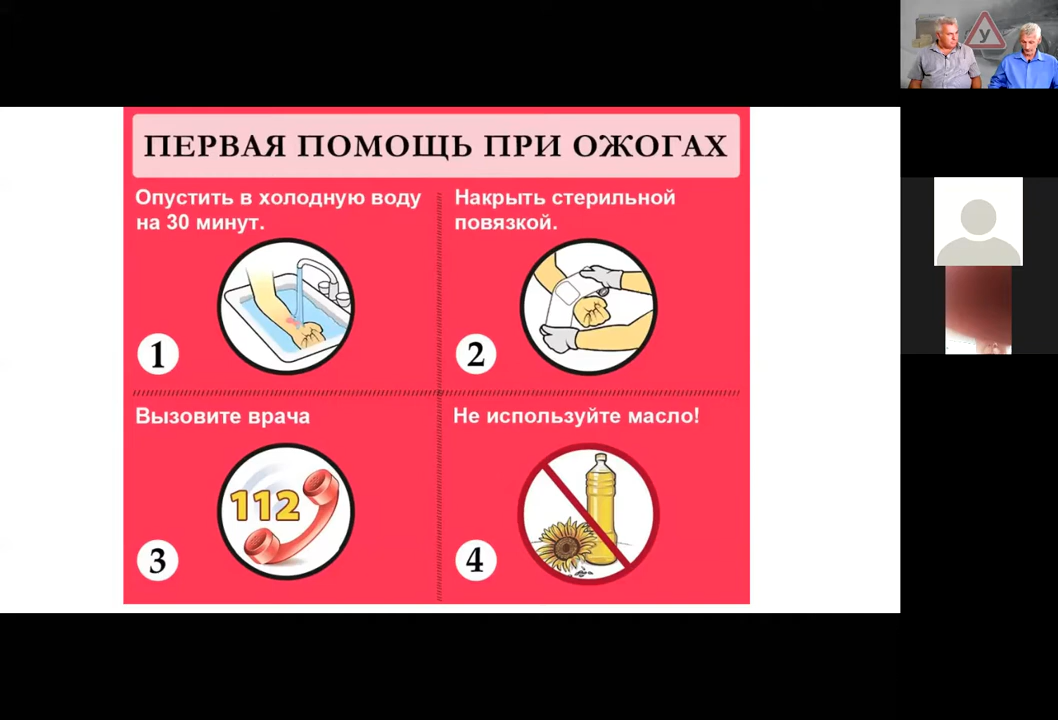 У
ПЕРВАЯ ПОМОЩЬ ПРИ ОЖОГАХ
Опустить в холодную воду
на 30 минут.
1
Накрыть стерильной
повязкой.
2
Вызовите врача
112
3
Не используйте масло!
4